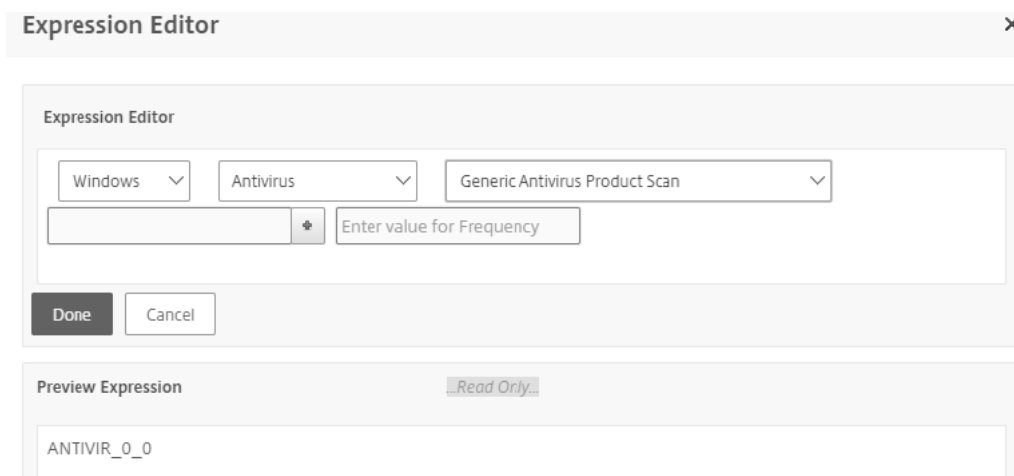 Expression Editor
Expression Editor
Windows Antivirus Generic Antivirus Product Scan
Enter value for Frequency
Done Cancel
Preview Expression ...Read Only...
ANTIVIR_0_0